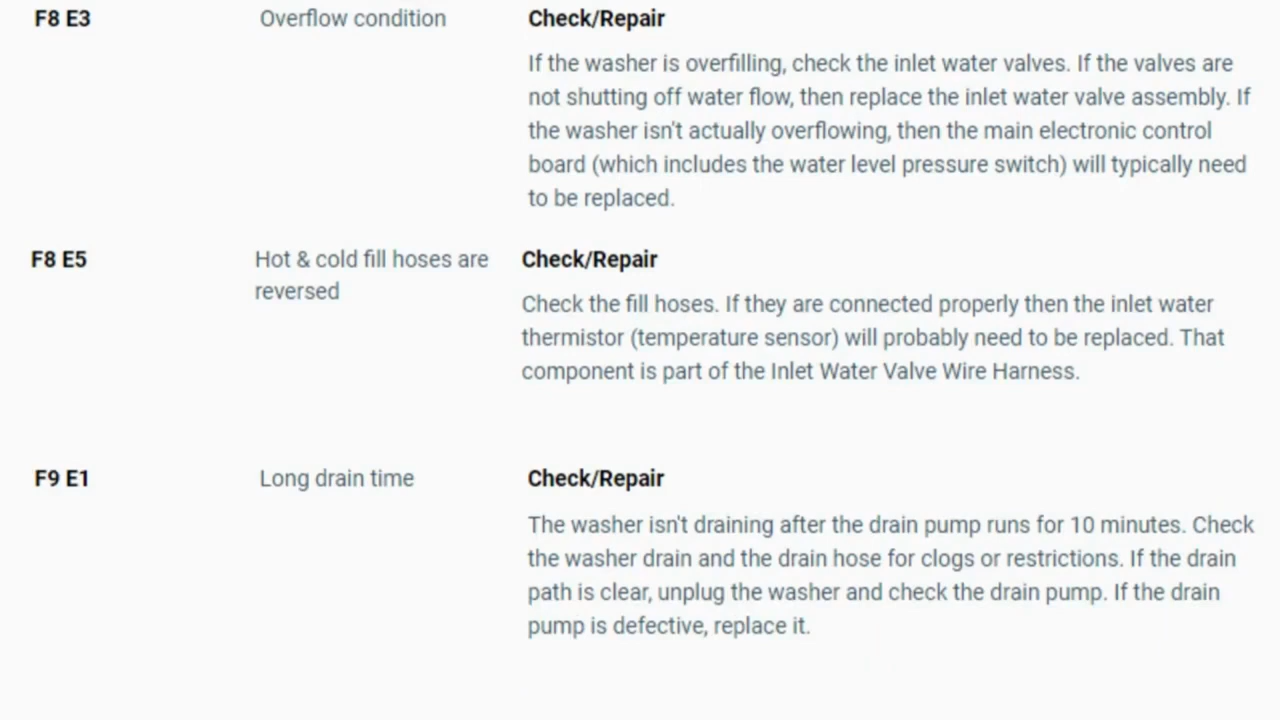 F8 E3 Overflow condition Check/Repair
If the washer is overfilling, check the inlet water valves. If the valves are
not shutting off water flow, then replace the inlet water valve assembly. If
the washer isn't actually overflowing, then the main electronic control
board (which includes the water level pressure switch) will typically need
to be replaced.
F8 E5 Hot & cold fill hoses are Check/Repair
reversed
Check the fill hoses. If they are connected properly then the inlet water
thermistor (temperature sensor) will probably need to be replaced. That
component is part of the Inlet Water Valve Wire Harness.
F9 E1 Long drain time Check/Repair
The washer isn't draining after the drain pump runs for 10 minutes. Check
the washer drain and the drain hose for clogs or restrictions. If the drain
path is clear, unplug the washer and check the drain pump. If the drain
pump is defective, replace it.